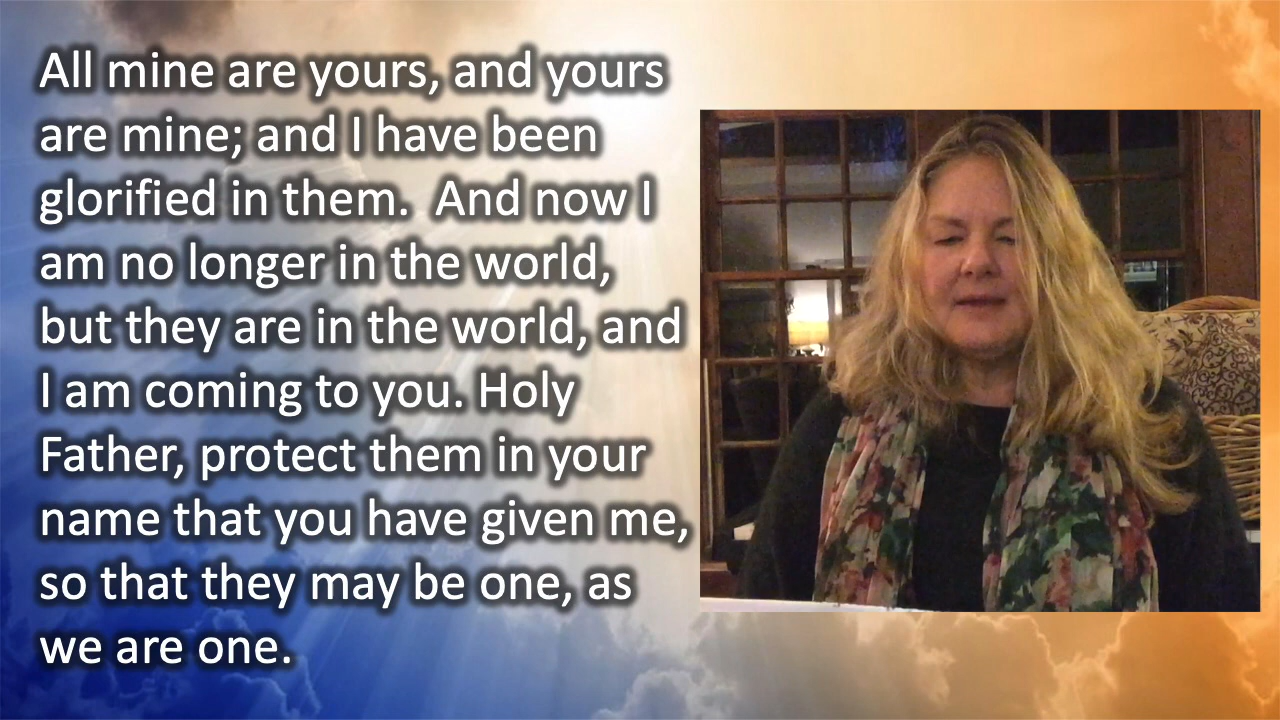 All mine are yours, and yours
are mine; and I have been
glorified in them.  And now I
am no longer in the world,
but they are in the world, and
I am coming to you. Holy
Father, protect them in your
name that you have given me,
so that they may be one, as
we are one.